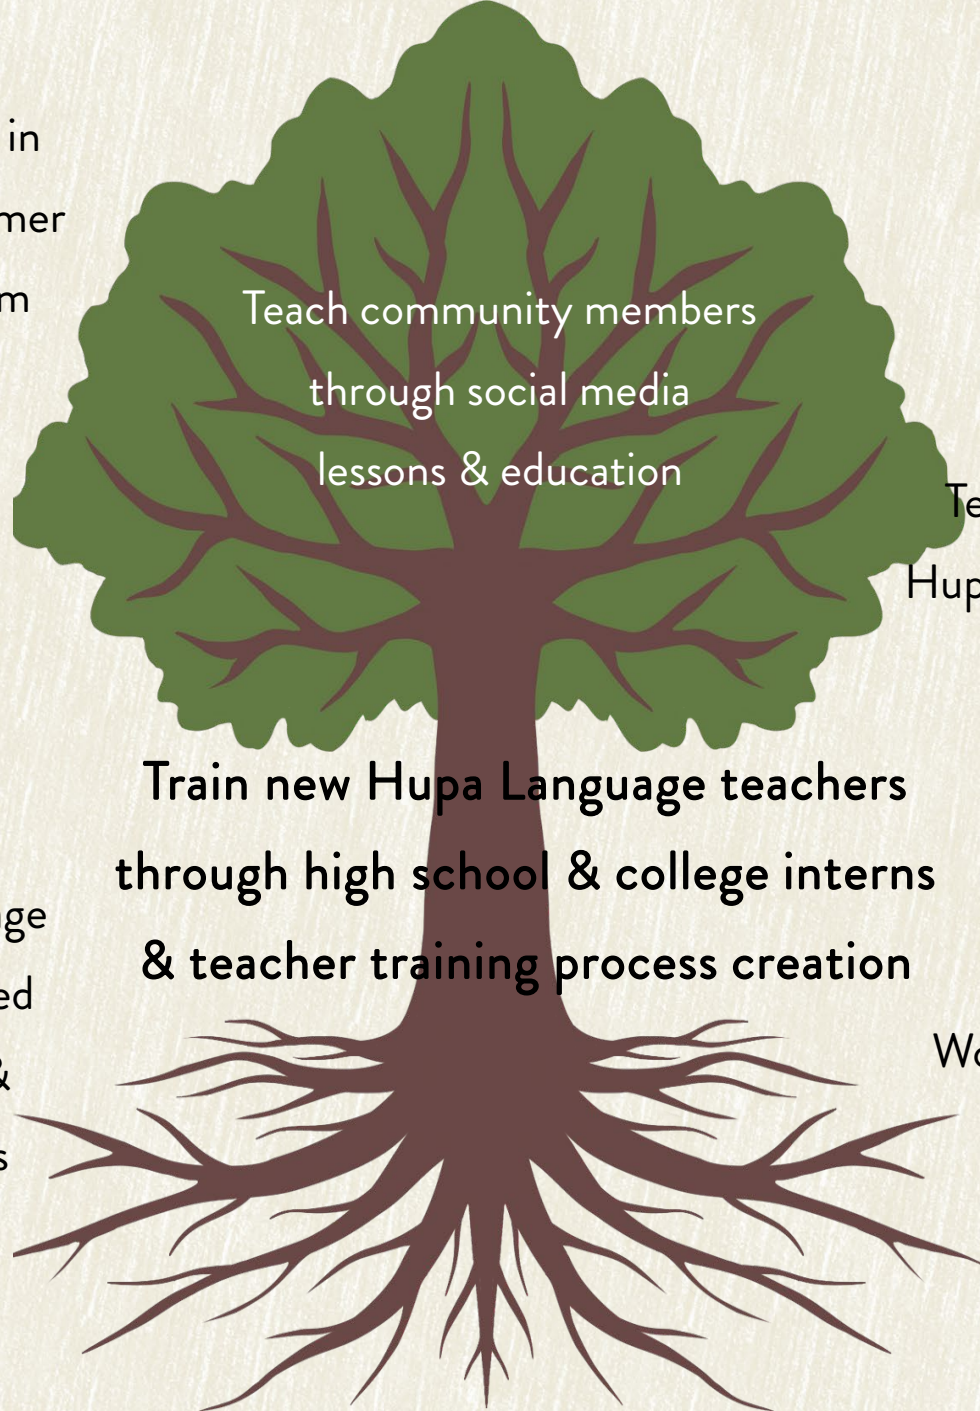 in
Teach community members
through social media
lessons & education
Train new Hupa Language teachers
through high school & college interns
& teacher training process creation
&